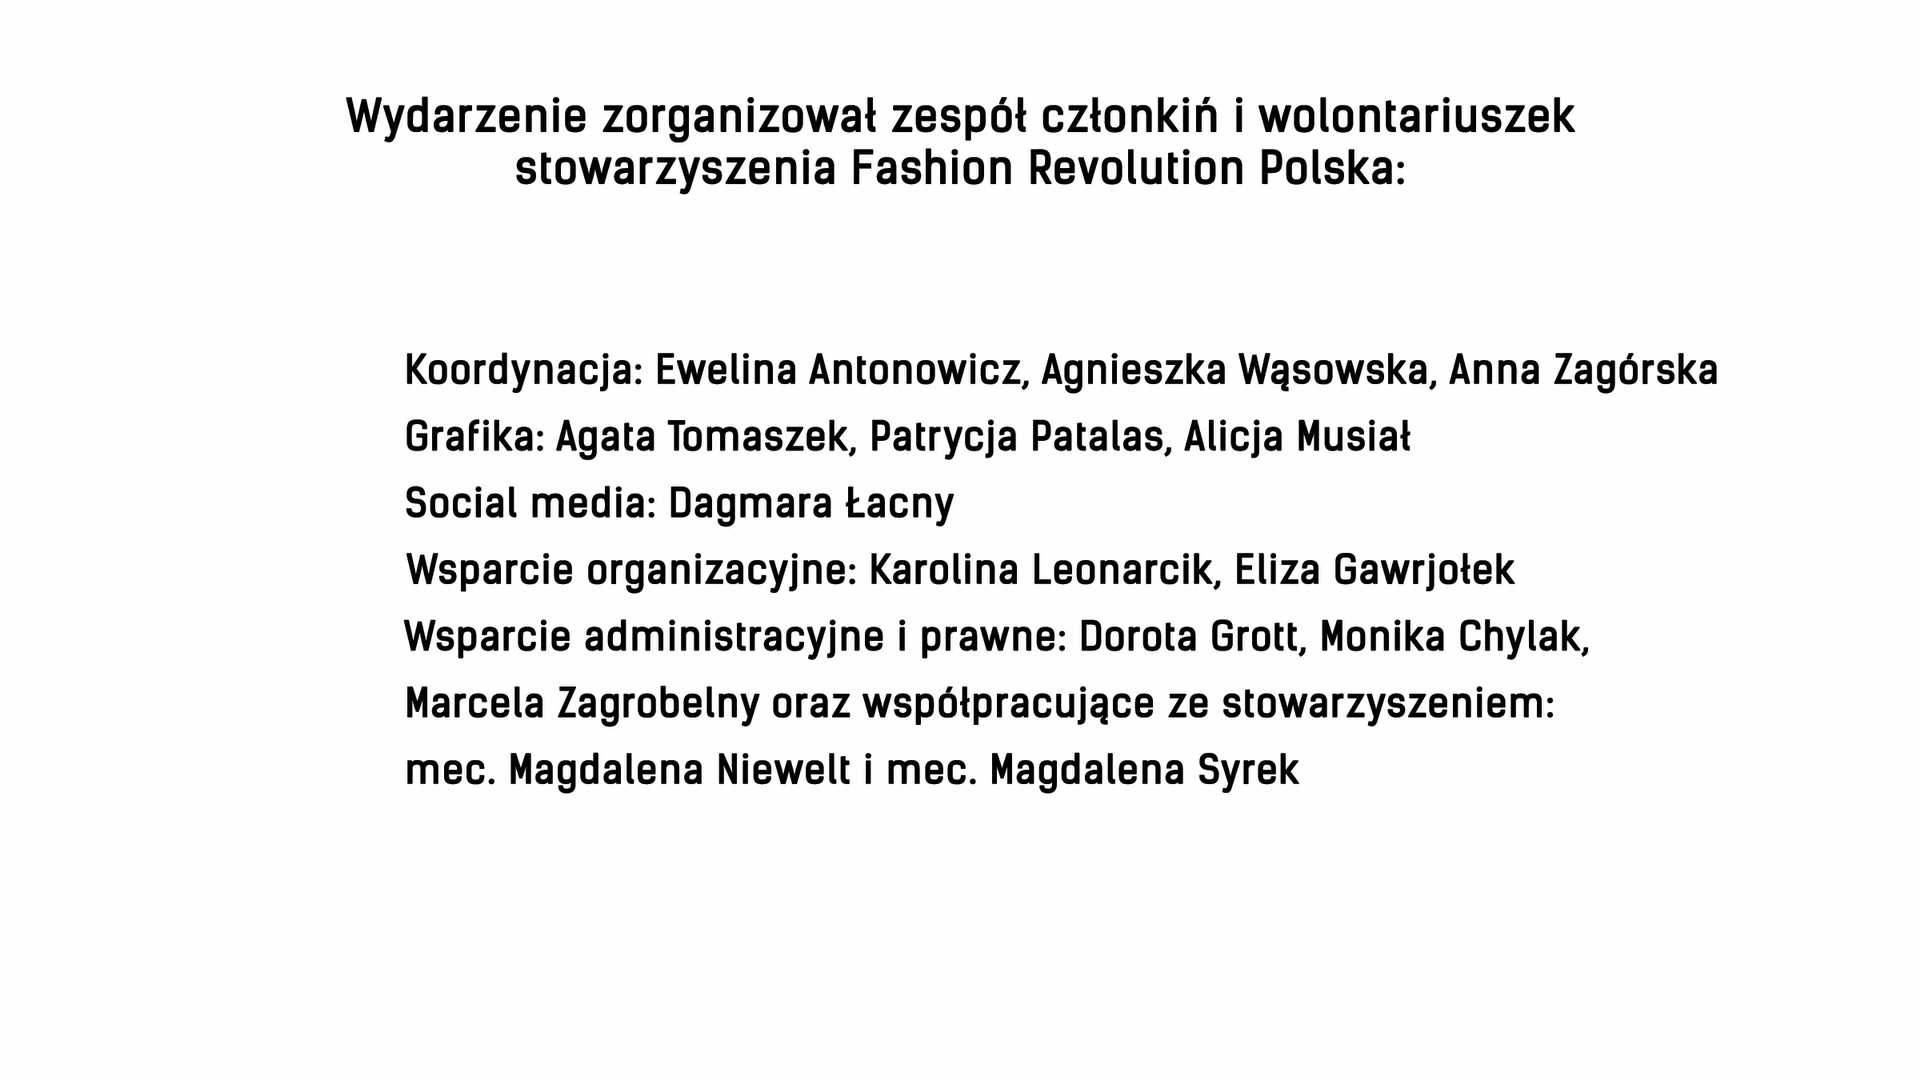 Wydarzenie zorganizował zespół członkiń i wolontariuszek
stowarzyszenia Fashion Revolution Polska:
Koordynacja: Ewelina Antonowicz, Agnieszka Wąsowska, Anna Zagórska
Grafika: Agata Tomaszek, Patrycja Patalas, Alicja Musiał
Social media: Dagmara Łacny
Wsparcie organizacyjne: Karolina Leonarcik, Eliza Gawrjołek
Wsparcie administracyjne i prawne: Dorota Grott, Monika Chylak,
Marcela Zagrobelny oraz współpracujące ze stowarzyszeniem:
mec. Magdalena Niewelt i mec. Magdalena Syrek